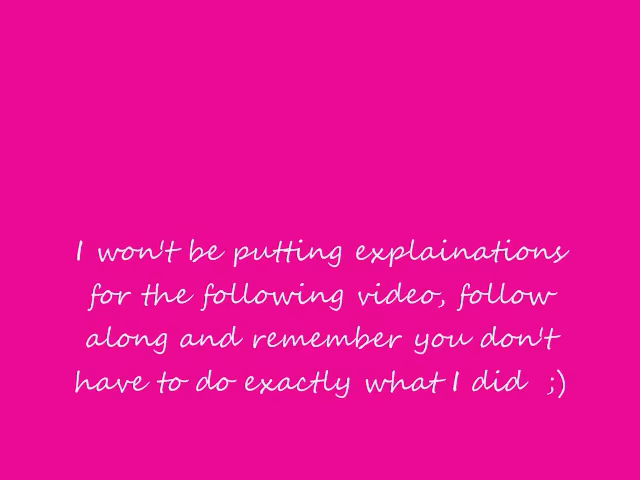 I won't be putting explainations
for the following video, follow
along and remember you don't
have to do exactly what I did ;)